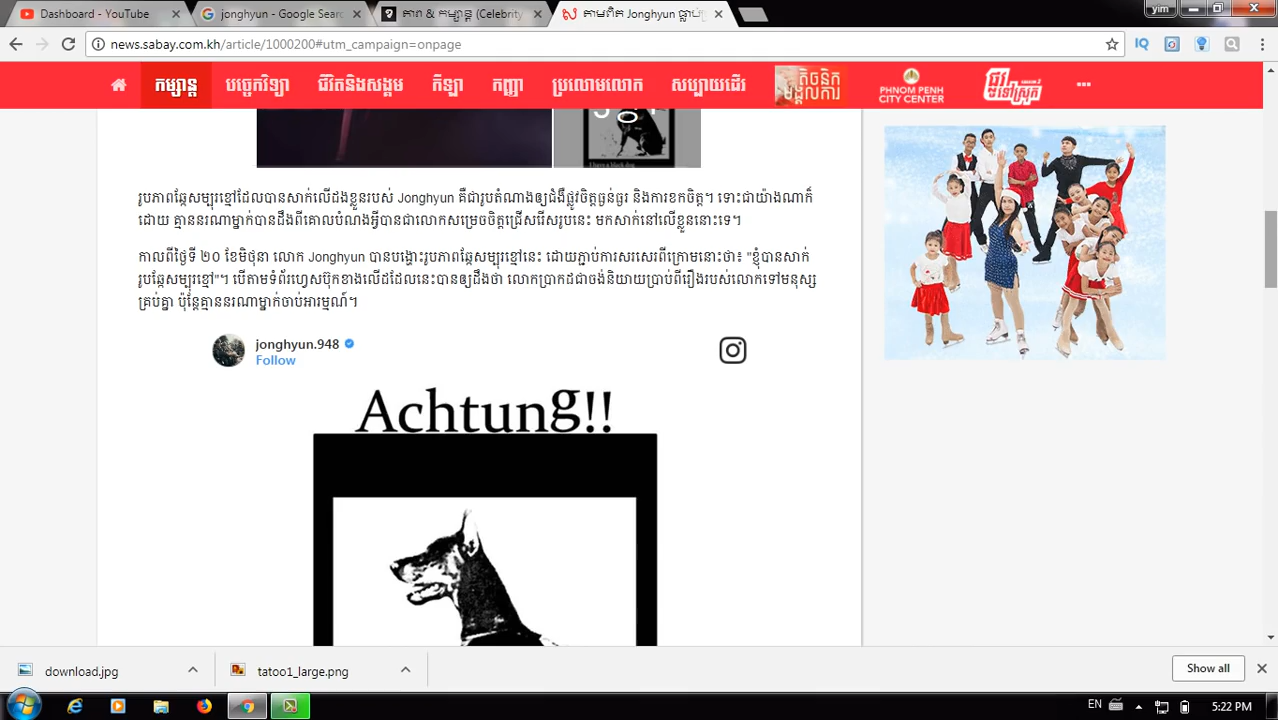 Dashboard - YouTube
jonghyun - Google Sear
តារា & កម្សាន្ត (Celebrity
តាមពិត Jonghyun ធ្លាប់
yim
news.sabay.com.kh/article/1000200#utm_campaign=onpage
កម្សាន្ត បច្ចេកវិទ្យា ជីវិតនិងសង្គម កីឡា កញ្ញា ប្រលោមលោក សប្បាយដើរ PHNOM PENH CITY CENTER
I have a black dog
រូបភាពឆ្កែសម្បុរខ្មៅដែលបានសាក់លើដងខ្លួនរបស់ Jonghyun គឺជារូបតំណាងឲ្យជំងឺផ្លូវចិត្តធ្ងន់ធ្ងរ និងការខកចិត្ត។ ទោះជាយ៉ាងណាក៏
ដោយ គ្មាននរណាម្នាក់បានដឹងពីគោលបំណងអ្វីបានជាលោកសម្រេចចិត្តជ្រើសរើសរូបនេះ មកសាក់នៅលើខ្លួននោះទេ។
កាលពីថ្ងៃទី ២០ ខែមិថុនា លោក Jonghyun បានបង្ហោះរូបភាពឆ្កែសម្បុរខ្មៅនេះ ដោយភ្ជាប់ការសរសេរពីក្រោមនោះថា៖ "ខ្ញុំបានសាក់
រូបឆ្កែសម្បុរខ្មៅ"។ បើតាមទំព័រហ្វេសប៊ុកខាងលើដដែលនេះបានឲ្យដឹងថា លោកប្រាកដជាចង់និយាយប្រាប់ពីរឿងរបស់លោកទៅមនុស្ស
គ្រប់គ្នា ប៉ុន្តែគ្មាននរណាម្នាក់ចាប់អារម្មណ៍។
jonghyun.948
Follow
Achtung!!
download.jpg
tatoo1_large.png
Show all
EN
5:22 PM